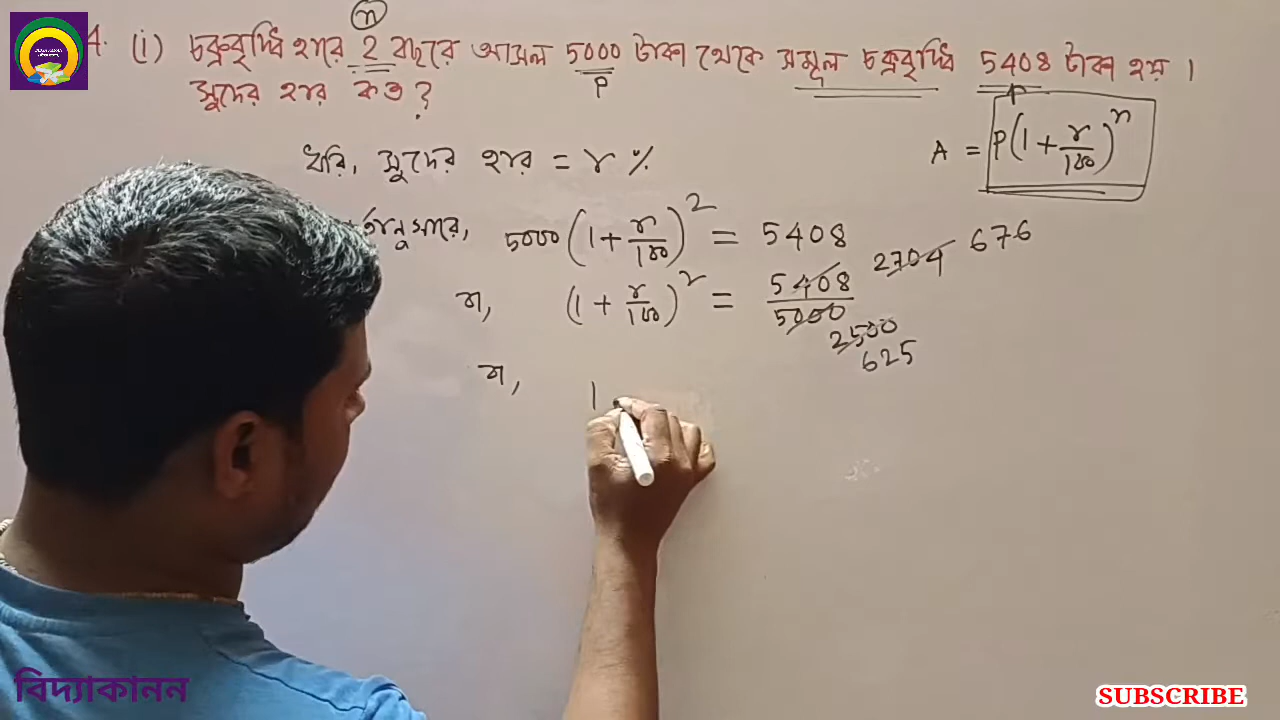 4. (i) চক্রবৃদ্ধি হারে 2 বছরে আসল 5000 টাকা থেকে সমূল চক্রবৃদ্ধি 5408 টাকা হয়।
n
P
সুদের হার কত?
A = P(1 + r/100)^n
ধরি, সুদের হার = r %
5000(1 + r/100)^2 = 5408
বা, (1 + r/100)^2 = 5408/5000 2704 676
2500
625
বা, 1
বিদ্যাকানন
SUBSCRIBE